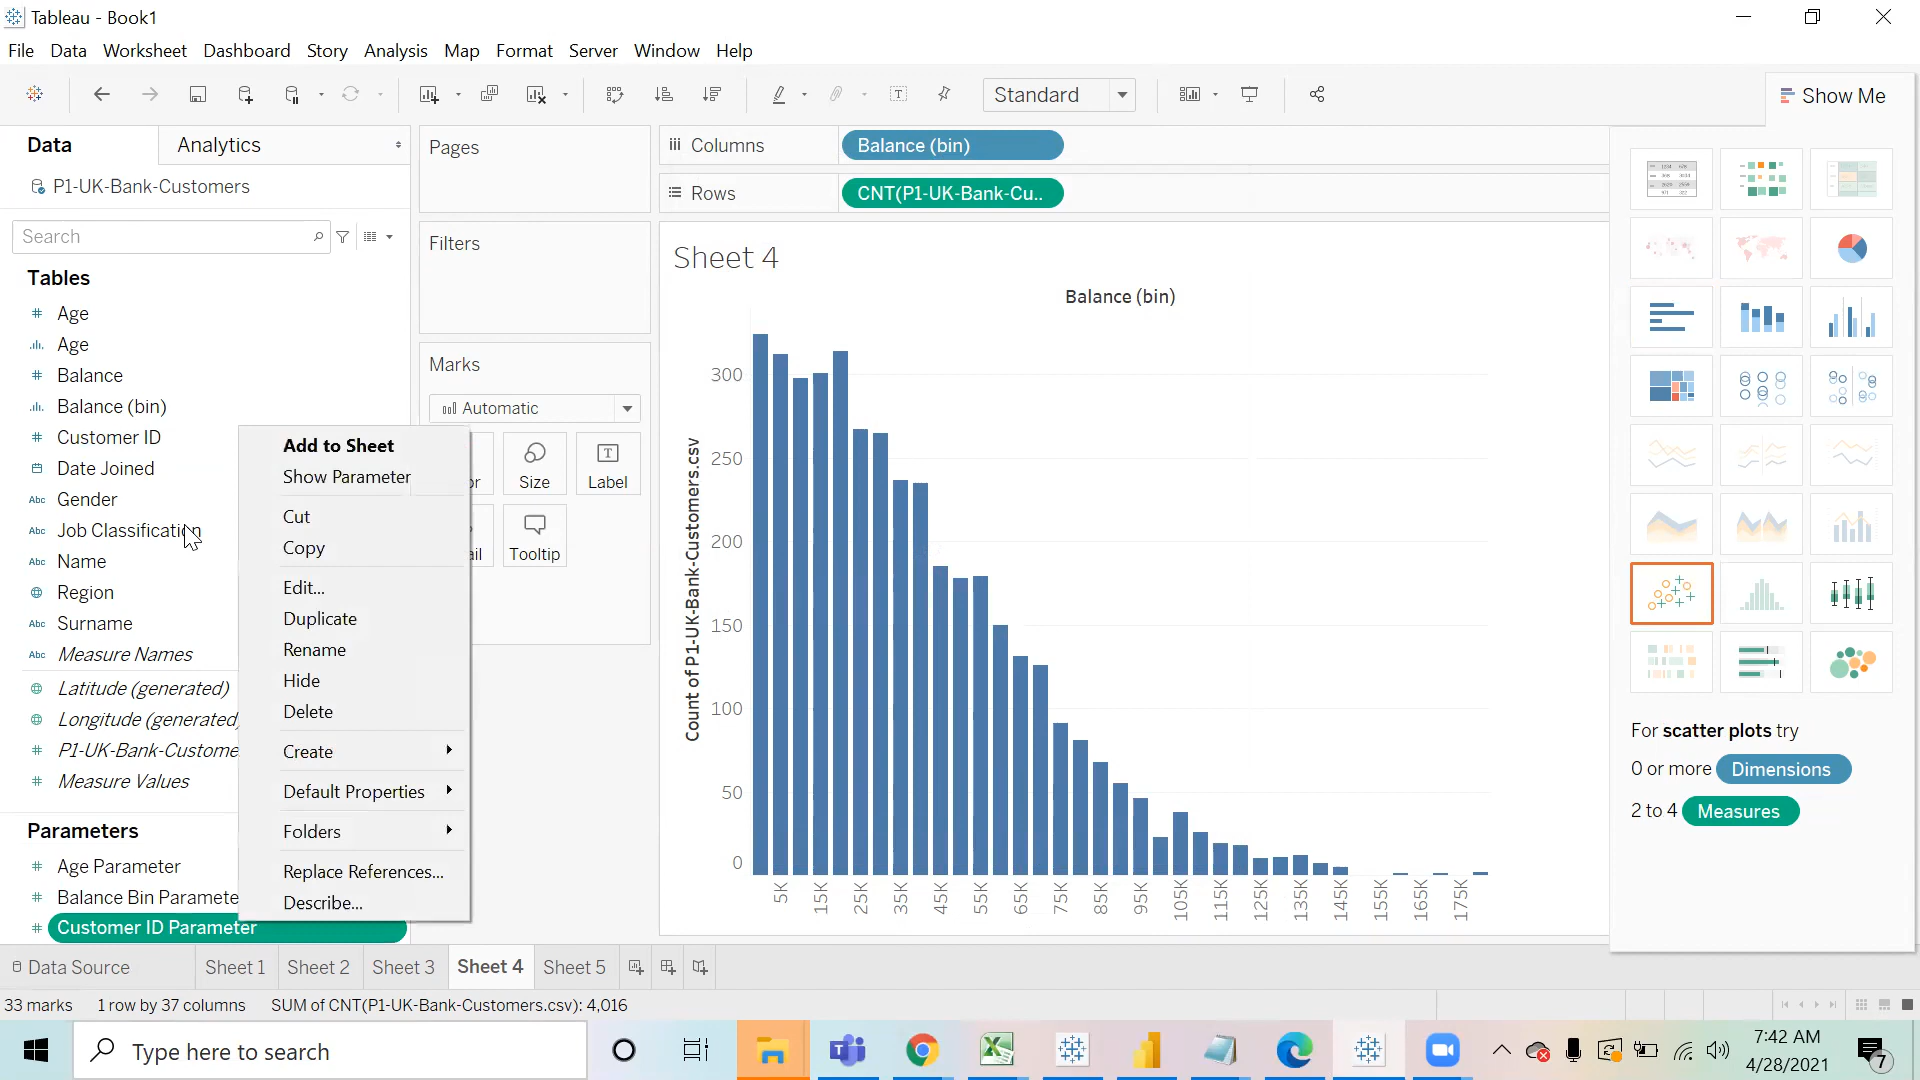 Tableau - Book1
File Data Worksheet Dashboard Story Analysis Map Format Server Window Help
Standard
Show Me
Data
Analytics
P1-UK-Bank-Customers
Search
Tables
Age
Age
Balance
Balance (bin)
Customer ID
Date Joined
Abc Gender
Abc Job Classification
Abc Name
Region
Abc Surname
Abc Measure Names
Latitude (generated)
Longitude (generated)
P1-UK-Bank-Custome
Measure Values
Parameters
Age Parameter
Balance Bin Paramete
Customer ID Parameter
Add to Sheet
Show Parameter
Cut
Copy
Edit...
Duplicate
Rename
Hide
Delete
Create
Default Properties
Folders
Replace References...
Describe...
Pages
Filters
Marks
Automatic
Size
Label
Tooltip
Columns
Balance (bin)
Rows
CNT(P1-UK-Bank-Cu..
Sheet 4
Balance (bin)
Count of P1-UK-Bank-Customers.csv
300
250
200
150
100
50
0
5K 15K 25K 35K 45K 55K 65K 75K 85K 95K 105K 115K 125K 135K 145K 155K 165K 175K
For scatter plots try
0 or more Dimensions
2 to 4 Measures
Data Source Sheet 1 Sheet 2 Sheet 3 Sheet 4 Sheet 5
33 marks 1 row by 37 columns SUM of CNT(P1-UK-Bank-Customers.csv): 4,016
Type here to search
7:42 AM
4/28/2021
7